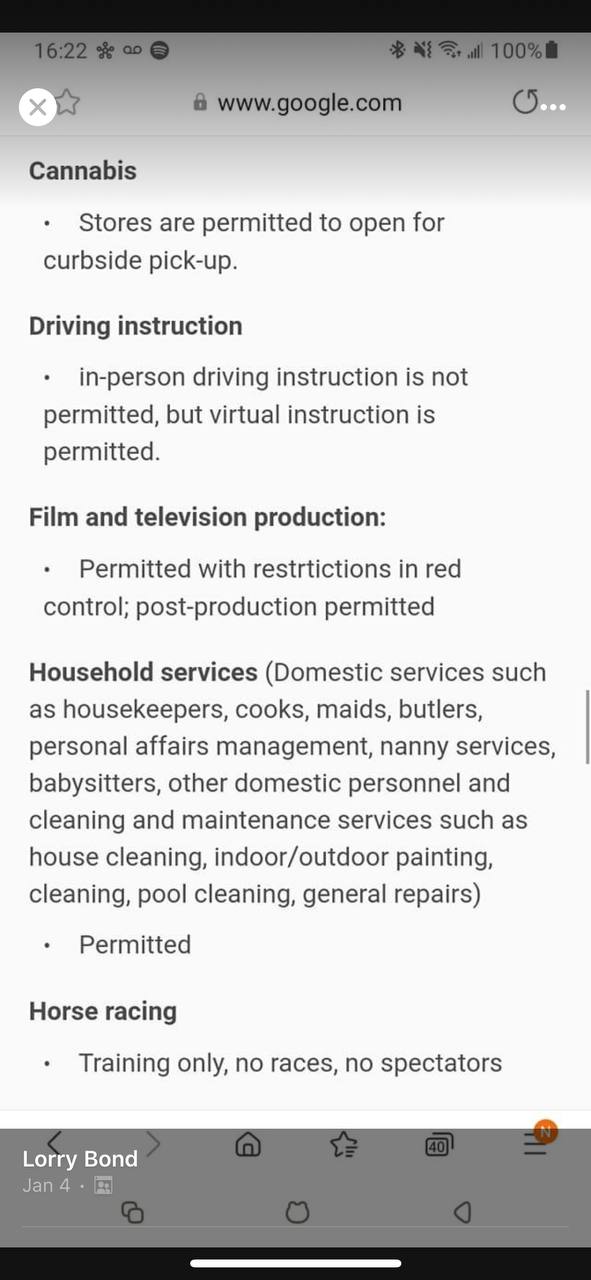 16:22 100%
www.google.com
Cannabis
• Stores are permitted to open for
curbside pick-up.
Driving instruction
• in-person driving instruction is not
permitted, but virtual instruction is
permitted.
Film and television production:
• Permitted with restrtictions in red
control; post-production permitted
Household services (Domestic services such
as housekeepers, cooks, maids, butlers,
personal affairs management, nanny services,
babysitters, other domestic personnel and
cleaning and maintenance services such as
house cleaning, indoor/outdoor painting,
cleaning, pool cleaning, general repairs)
• Permitted
Horse racing
• Training only, no races, no spectators
40 N
Lorry Bond
Jan 4 ·